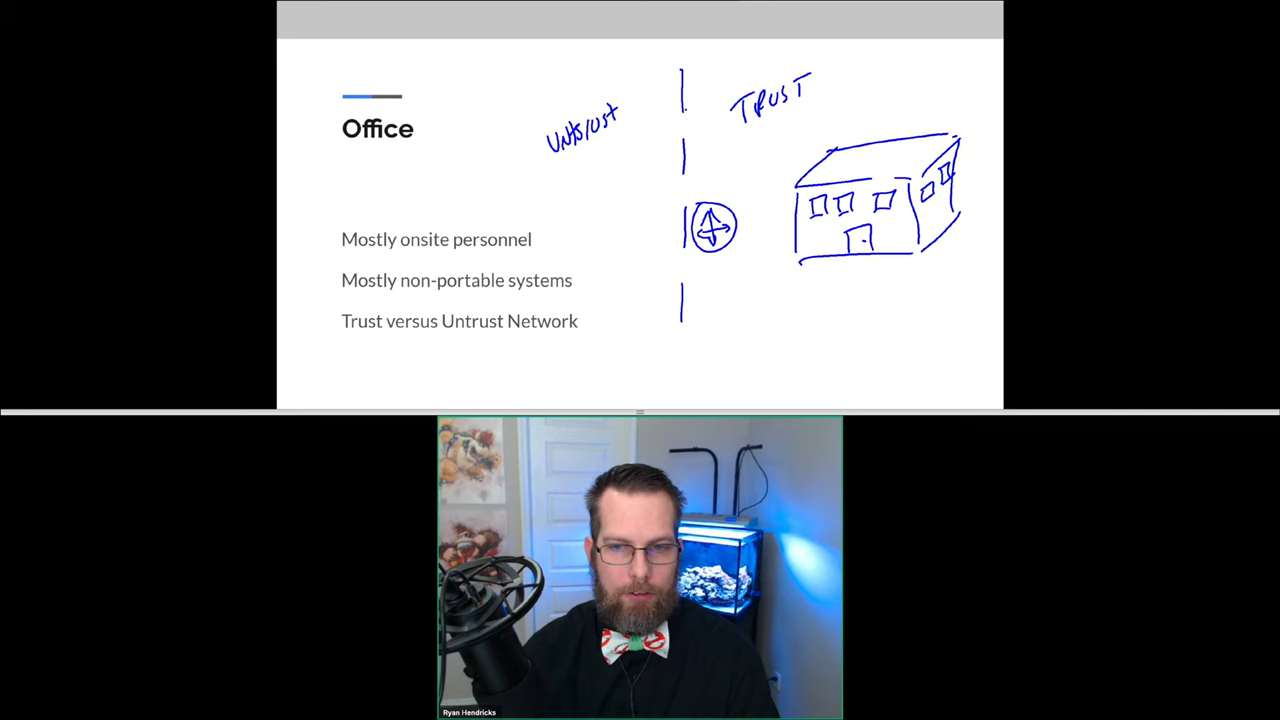 Office
Untrust
TRUST
Mostly onsite personnel
Mostly non-portable systems
Trust versus Untrust Network
Ryan Hendricks